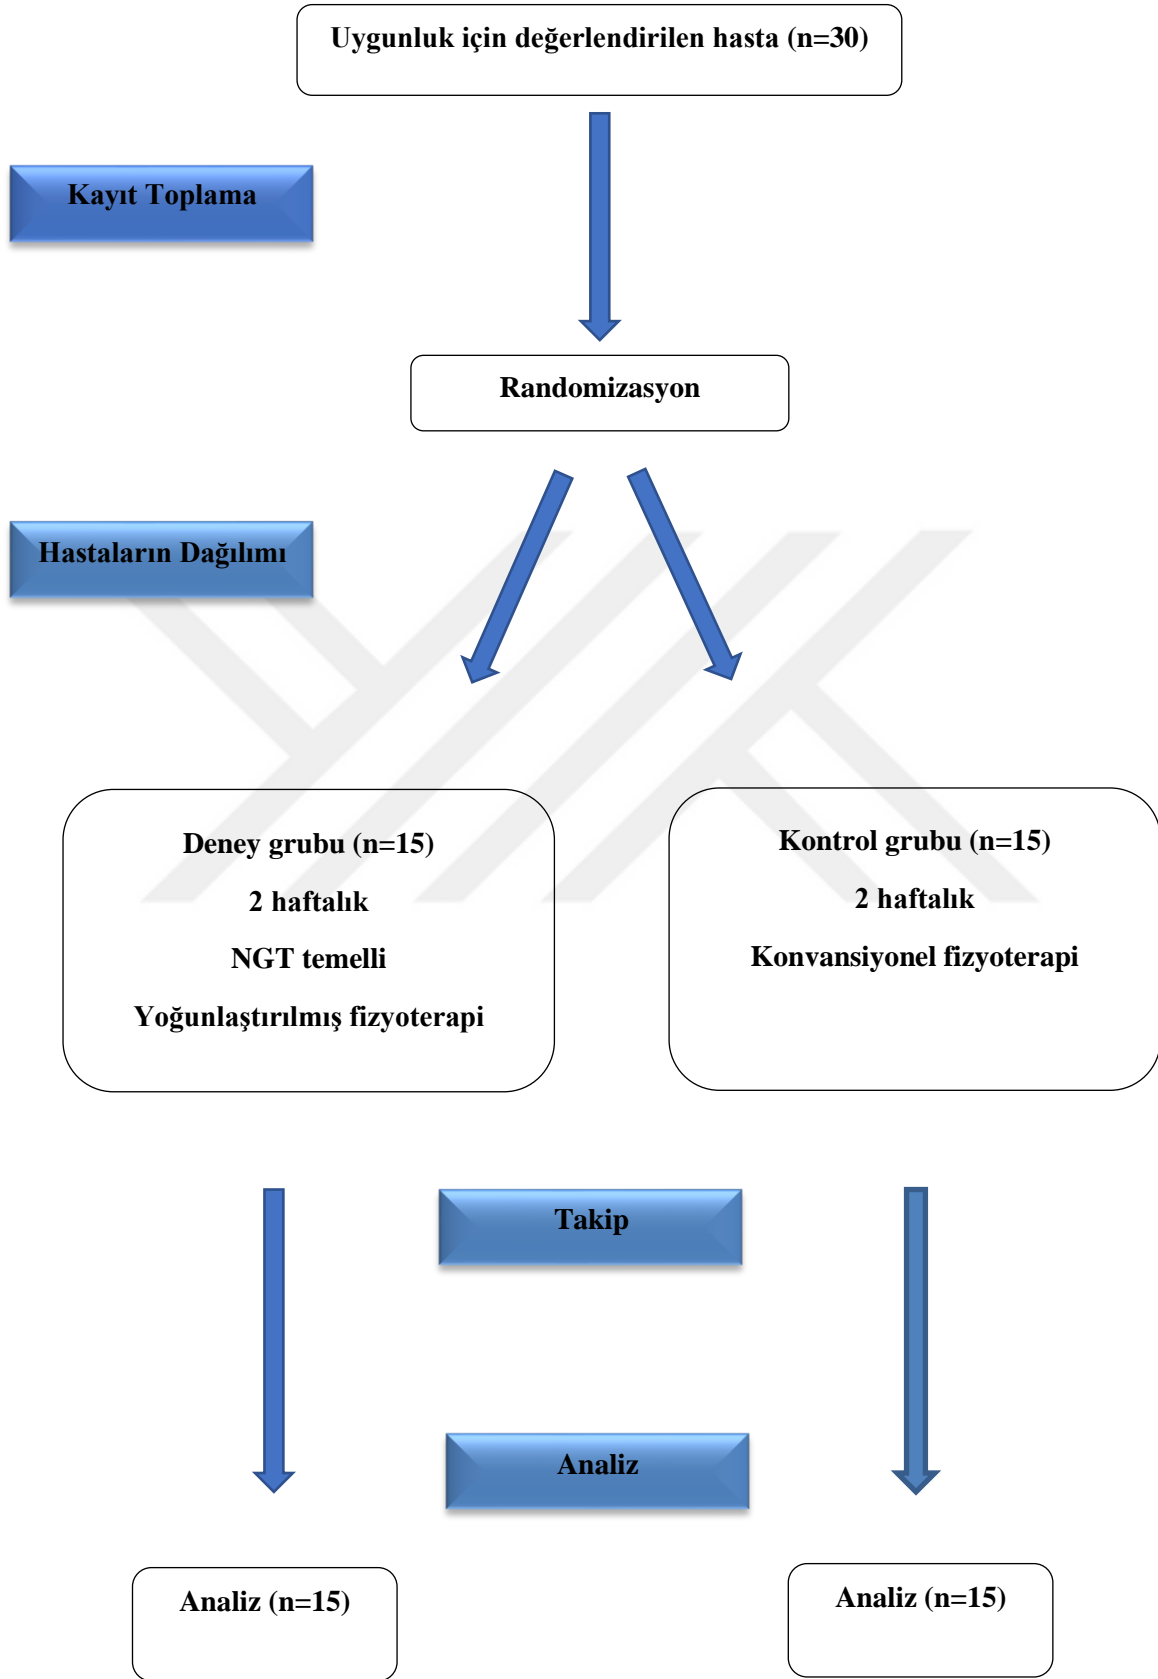 Uygunluk için değerlendirilen hasta (n=30)
Kayıt Toplama
Randomizasyon
Hastaların Dağılımı
Deney grubu (n=15)
2 haftalık
NGT temelli
Yoğunlaştırılmış fizyoterapi
Kontrol grubu (n=15)
2 haftalık
Konvansiyonel fizyoterapi
Takip
Analiz
Analiz (n=15)
Analiz (n=15)